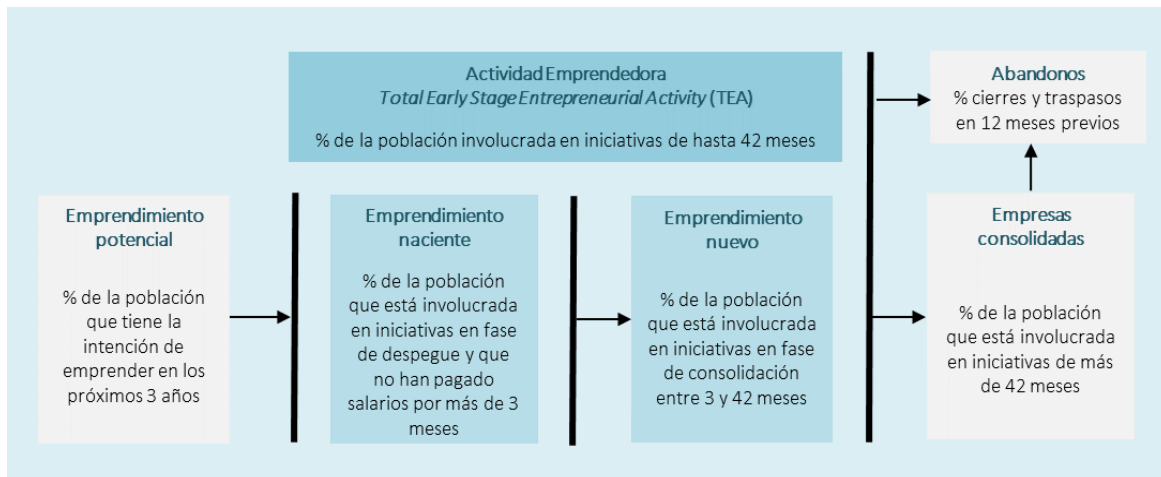 Actividad Emprendedora
Total Early Stage Entrepreneurial Activity (TEA)
% de la población involucrada en iniciativas de hasta 42 meses
Abandonos
% cierres y traspasos
en 12 meses previos
Emprendimiento
potencial
% de la población
que tiene la
intención de
emprender en los
próximos 3 años
Emprendimiento
naciente
% de la población
que está involucrada
en iniciativas en fase
de despegue y que
no han pagado
salarios por más de 3
meses
Emprendimiento
nuevo
% de la población
que está involucrada
en iniciativas en fase
de consolidación
entre 3 y 42 meses
Empresas
consolidadas
% de la población
que está involucrada
en iniciativas de más
de 42 meses